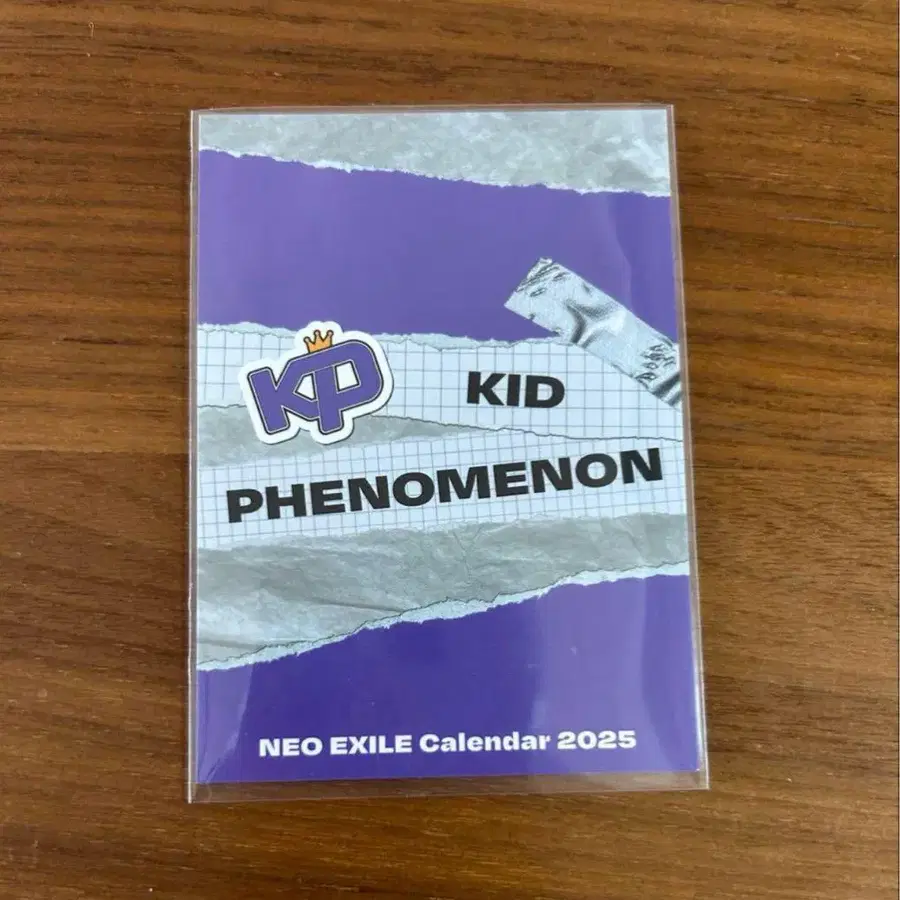 KP
KID
PHENOMENON
NEO EXILE Calendar 2025